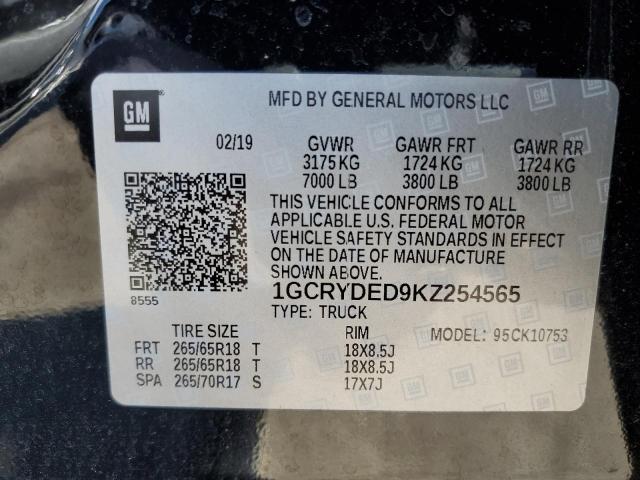 GM
®
MFD BY GENERAL MOTORS LLC
02/19 GVWR GAWR FRT GAWR RR
3175 KG 1724 KG 1724 KG
7000 LB 3800 LB 3800 LB
THIS VEHICLE CONFORMS TO ALL
APPLICABLE U.S. FEDERAL MOTOR
VEHICLE SAFETY STANDARDS IN EFFECT
ON THE DATE OF MANUFACTURE
SHOWN ABOVE.
8555
1GCRYDED9KZ254565
TYPE: TRUCK
TIRE SIZE RIM MODEL: 95CK10753
FRT 265/65R18 T 18X8.5J
RR 265/65R18 T 18X8.5J
SPA 265/70R17 S 17X7J